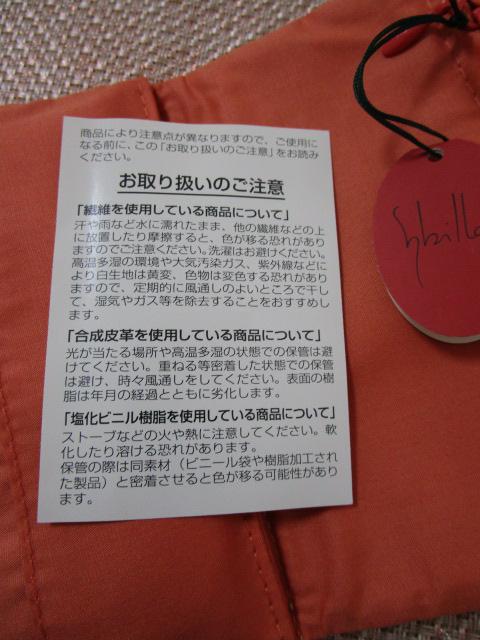 商品により注意点が異なりますので、ご使用に
なる前に、この「お取り扱いのご注意」をお読み
ください。
お取り扱いのご注意
「繊維を使用している商品について」
汗や雨など水に濡れたまま、他の繊維などの上
に放置したり摩擦すると、色が移る恐れがあり
ますのでご注意ください。洗濯はお避けください。
高温多湿の環境や大気汚染ガス、紫外線などに
より白生地は黄変、色物は変色する恐れがあり
ますので、定期的に風通しのよいところで干し
て、湿気やガス等を除去することをおすすめし
ます。
「合成皮革を使用している商品について」
光が当たる場所や高温多湿の状態での保管は避
けてください。重ねる等密着した状態での保管
は避け、時々風通しをしてください。表面の樹
脂は年月の経過とともに劣化します。
「塩化ビニル樹脂を使用している商品について」
ストーブなどの火や熱に注意してください。軟
化したり溶ける恐れがあります。
保管の際は同素材（ビニール袋や樹脂加工され
た製品）と密着させると色が移る可能性があり
ます。
Sybilla